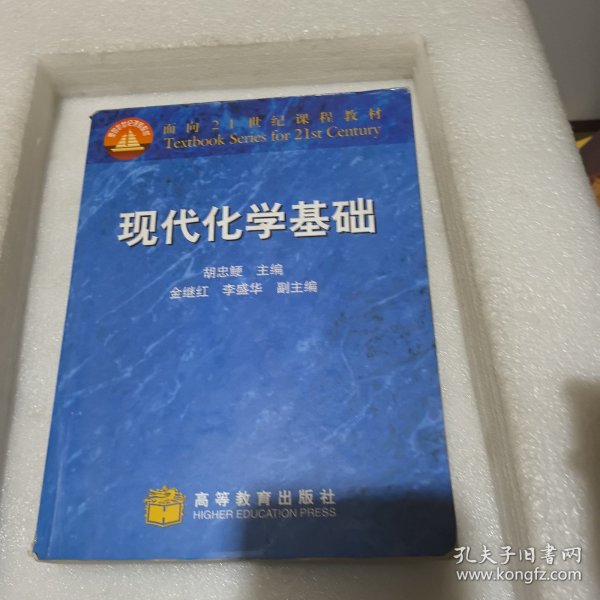 面向21世纪课程教材
Textbook Series for 21st Century
现代化学基础
胡忠鲠 主编
金继红 李盛华 副主编
高等教育出版社
HIGHER EDUCATION PRESS
孔夫子旧书网
www.kongfz.com